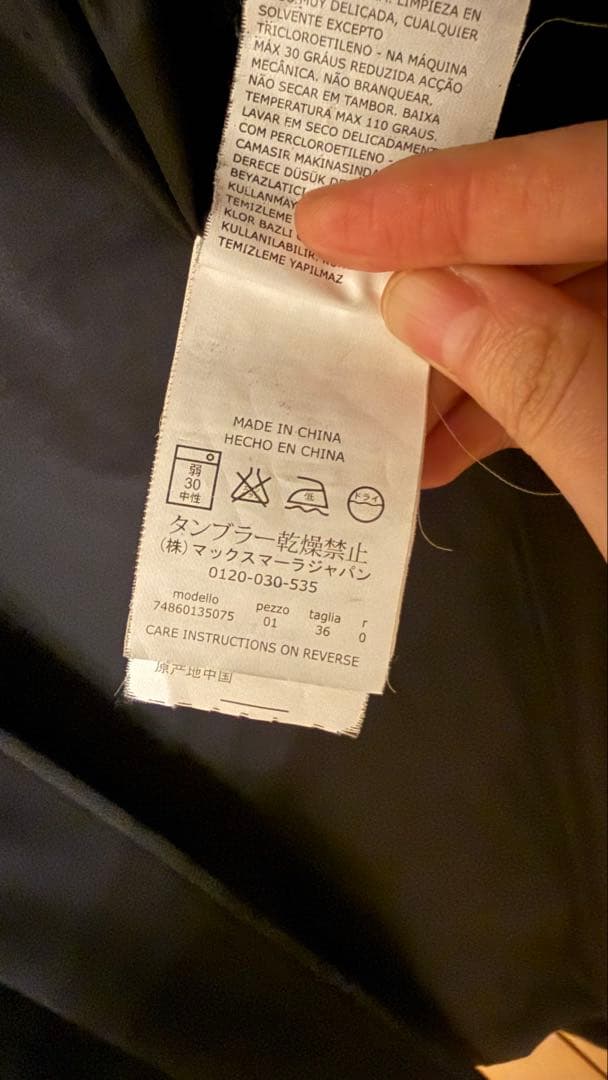 LIMPIEZA EN
MUY DELICADA, CUALQUIER
SOLVENTE EXCEPTO
TRICLOROETILENO - NA MÁQUINA
MÁX 30 GRÁUS REDUZIDA ACÇÃO
MECÂNICA. NÃO BRANQUEAR.
NÃO SECAR EM TAMBOR. BAIXA
TEMPERATURA MAX 110 GRAUS.
LAVAR EM SECO DELICADAMENT
COM PERCLOROETILENO -
CAMASIR MAKINASINDA
DERECE DÜSÜK
BEYAZLATICI
KULLANMAY
TEMIZLEME
KLOR BAZLI
KULLANILABILIR.
TEMIZLEME YAPILMAZ
MADE IN CHINA
HECHO EN CHINA
弱
30
中性
低
ドライ
タンブラー乾燥禁止
(株)マックスマーラジャパン
0120-030-535
modello pezzo taglia r
74860135075 01 36 0
CARE INSTRUCTIONS ON REVERSE
原产地中国